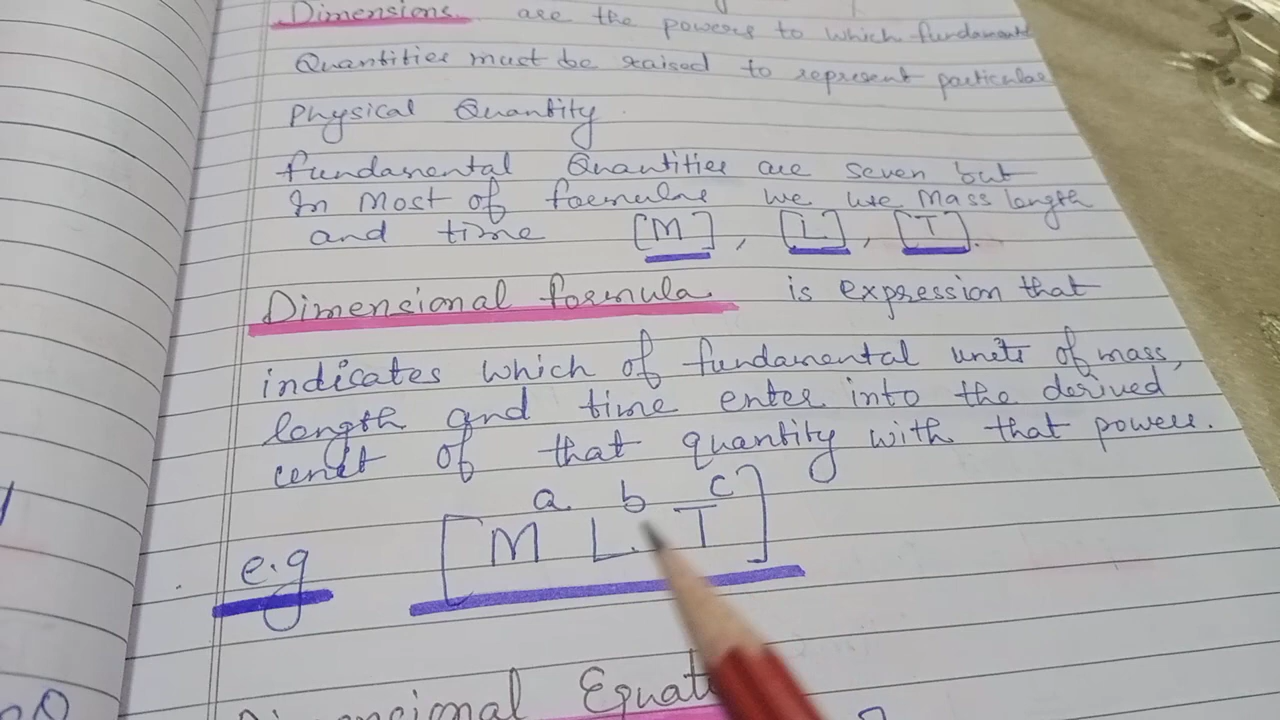 Dimensions are the powers to which fundamental
Quantities must be raised to represent particular
Physical Quantity
fundamental Quantities are seven but
In most of formulas we use mass length
and time [M], [L], [T].
Dimensional formula is expression that
indicates which of fundamental units of mass,
length and time enter into the derived
unit of that quantity with that powers.
e.g [M^a L^b T^c]
Dimensional Equat